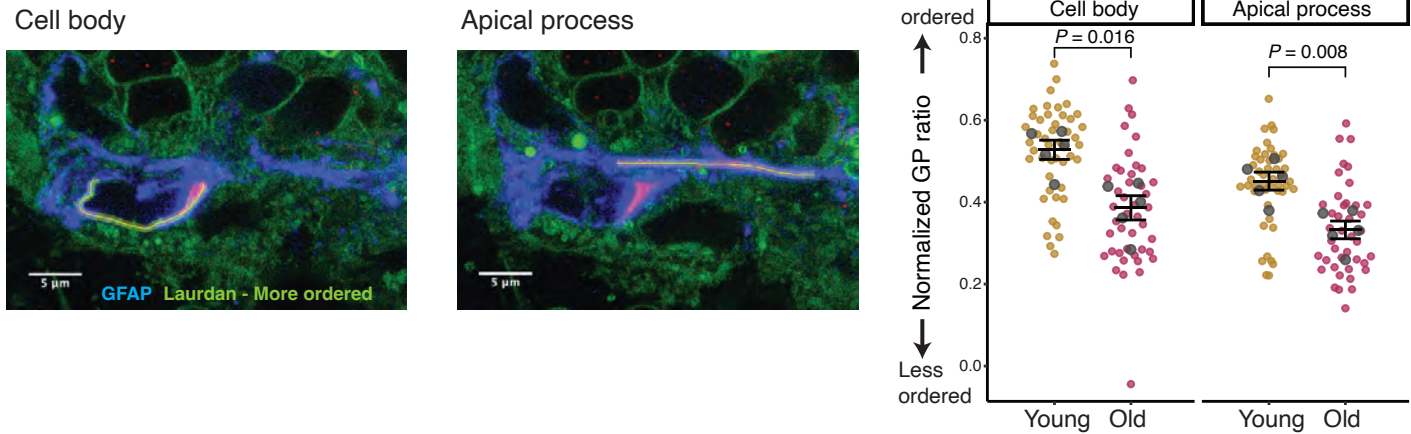 Cell body
5 µm
GFAP Laurdan - More ordered
Apical process
5 µm
ordered
Normalized GP ratio
Less
ordered
0.8
0.6
0.4
0.2
0.0
Cell body
P = 0.016
Young Old
Apical process
P = 0.008
Young Old